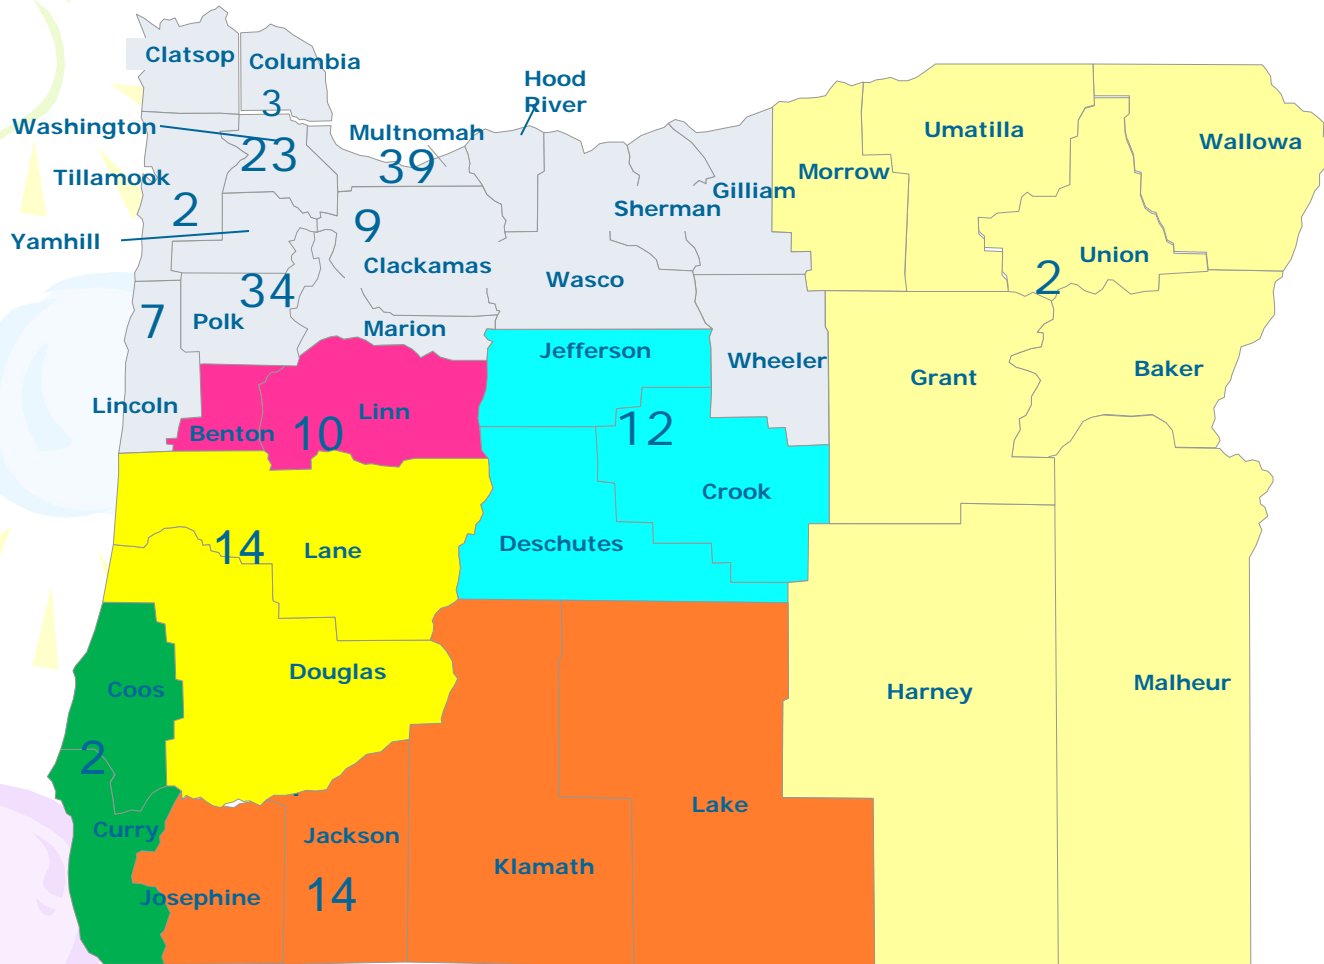 Clatsop
Columbia
3
Hood
River
Washington
23
Multnomah
39
Umatilla
Wallowa
Morrow
Tillamook
2
Gilliam
Sherman
Yamhill
9
Clackamas
Wasco
Union
2
34
7
Polk
Marion
Jefferson
Wheeler
Grant
Baker
Lincoln
Linn
Benton
10
12
Crook
14
Lane
Deschutes
Douglas
Coos
2
Harney
Malheur
Lake
Curry
Jackson
Klamath
Josephine
14